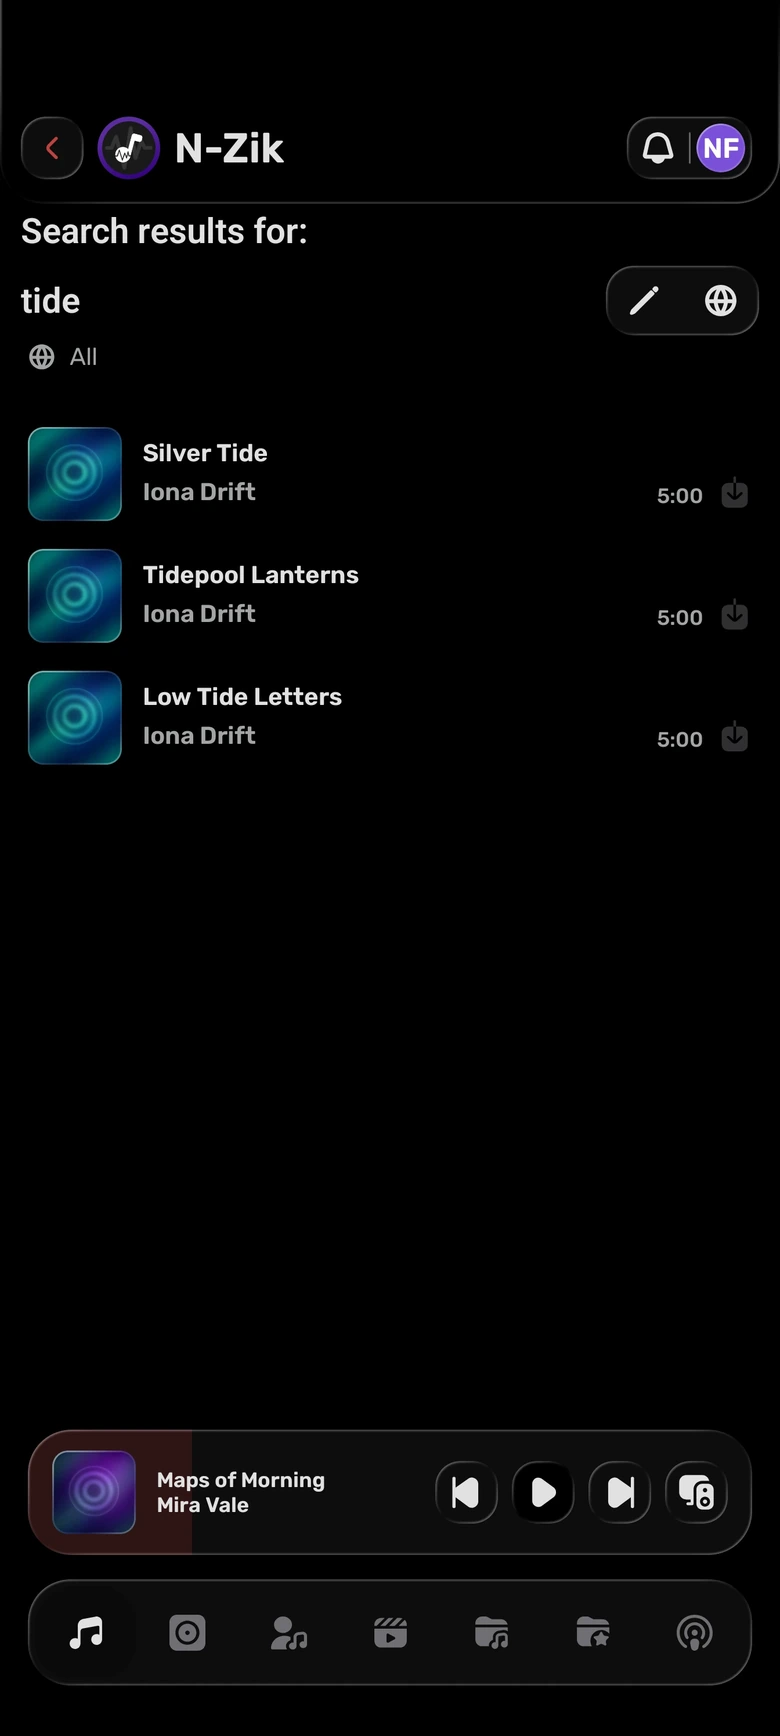 N-Zik
NF
Search results for:
tide
All
Silver Tide
Iona Drift
5:00
Tidepool Lanterns
Iona Drift
5:00
Low Tide Letters
Iona Drift
5:00
Maps of Morning
Mira Vale